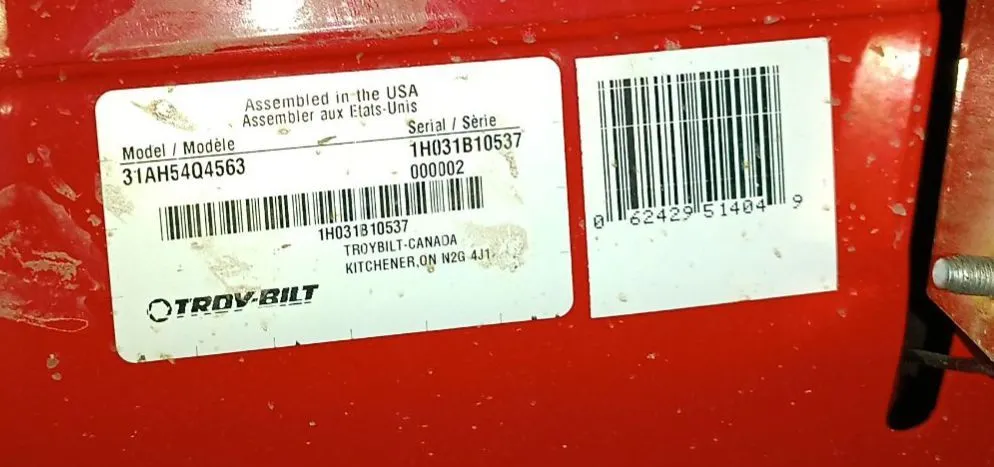 Assembled in the USA
Assembler aux Etats-Unis
Model / Modèle
31AH54Q4563
Serial / Série
1H031B10537
000002
1H031B10537
TROYBILT-CANADA
KITCHENER,ON N2G 4J1
TROY-BILT
0 62429 51404 9